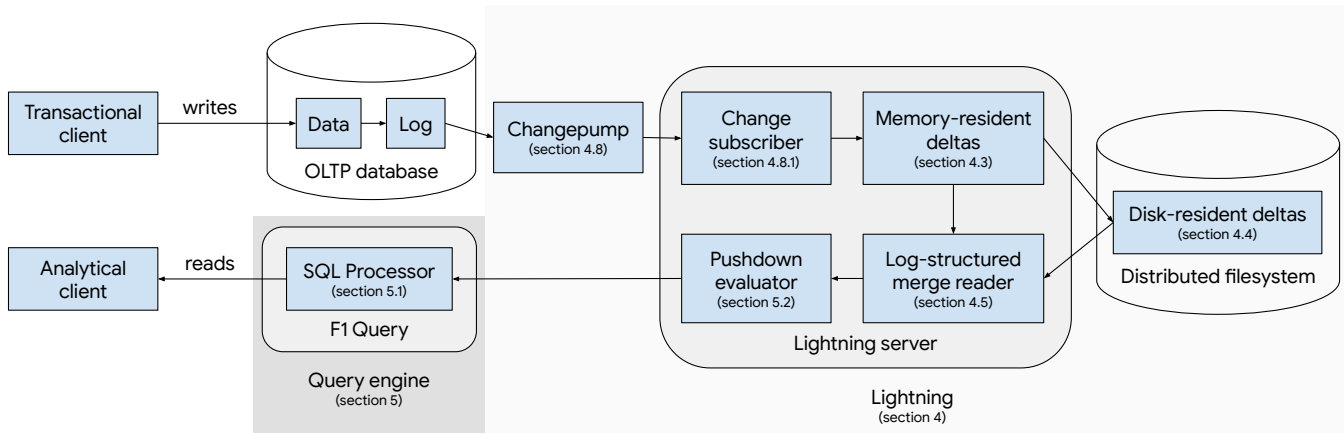 Transactional
client
writes
Data
Log
OLTP database
Changepump
(section 4.8)
Change
subscriber
(section 4.8.1)
Memory-resident
deltas
(section 4.3)
Disk-resident deltas
(section 4.4)
Distributed filesystem
Analytical
client
reads
SQL Processor
(section 5.1)
F1 Query
Query engine
(section 5)
Pushdown
evaluator
(section 5.2)
Log-structured
merge reader
(section 4.5)
Lightning server
Lightning
(section 4)